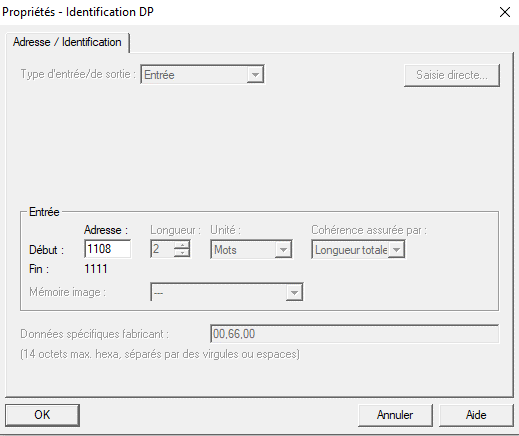 Propriétés - Identification DP
Adresse / Identification
Type d'entrée/de sortie : Entrée Saisie directe...
Entrée
Adresse : Longueur : Unité : Cohérence assurée par :
Début : 1108 2 Mots Longueur totale
Fin : 1111
Mémoire image : ---
Données spécifiques fabricant : 00,66,00
(14 octets max. hexa, séparés par des virgules ou espaces)
OK Annuler Aide